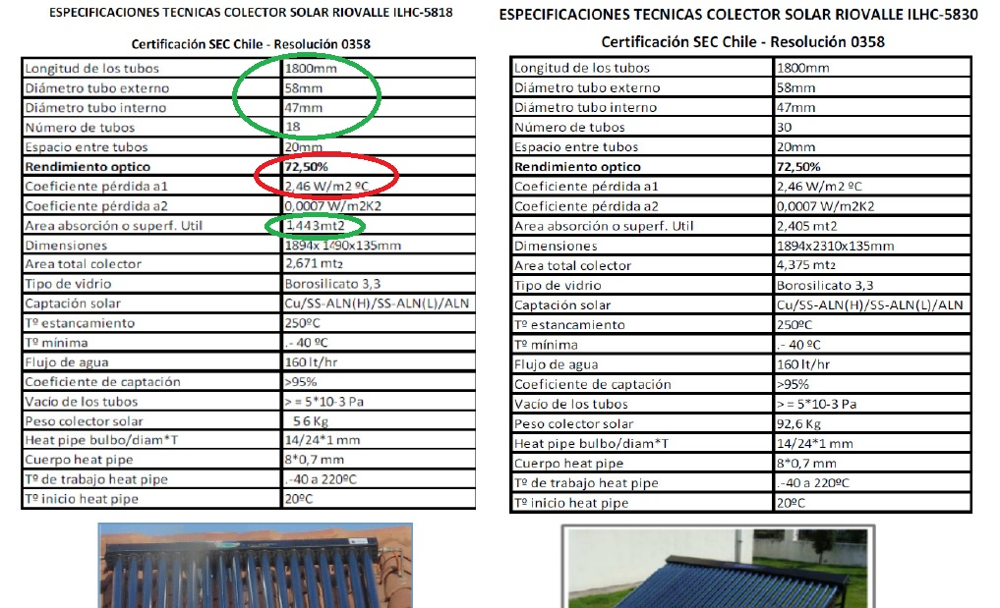 ESPECIFICACIONES TECNICAS COLECTOR SOLAR RIOVALLE ILHC-5818
Certificación SEC Chile - Resolución 0358
Longitud de los tubos 1800mm
Diámetro tubo externo 58mm
Diámetro tubo interno 47mm
Número de tubos 18
Espacio entre tubos 20mm
Rendimiento optico 72,50%
Coeficiente pérdida a1 2,46 W/m2 ºC
Coeficiente pérdida a2 0,0007 W/m2K2
Area absorción o superf. Util 1,443mt2
Dimensiones 1894x1490x135mm
Area total colector 2,671 mt2
Tipo de vidrio Borosilicato 3,3
Captación solar Cu/SS-ALN(H)/SS-ALN(L)/ALN
Tº estancamiento 250ºC
Tº mínima .- 40 ºC
Flujo de agua 160 lt/hr
Coeficiente de captación >95%
Vacío de los tubos > = 5*10-3 Pa
Peso colector solar 56 Kg
Heat pipe bulbo/diam*T 14/24*1 mm
Cuerpo heat pipe 8*0,7 mm
Tº de trabajo heat pipe .-40 a 220ºC
Tº inicio heat pipe 20ºC
ESPECIFICACIONES TECNICAS COLECTOR SOLAR RIOVALLE ILHC-5830
Certificación SEC Chile - Resolución 0358
Longitud de los tubos 1800mm
Diámetro tubo externo 58mm
Diámetro tubo interno 47mm
Número de tubos 30
Espacio entre tubos 20mm
Rendimiento optico 72,50%
Coeficiente pérdida a1 2,46 W/m2 ºC
Coeficiente pérdida a2 0,0007 W/m2K2
Area absorción o superf. Util 2,405 mt2
Dimensiones 1894x2310x135mm
Area total colector 4,375 mt2
Tipo de vidrio Borosilicato 3,3
Captación solar Cu/SS-ALN(H)/SS-ALN(L)/ALN
Tº estancamiento 250ºC
Tº mínima .- 40 ºC
Flujo de agua 160 lt/hr
Coeficiente de captación >95%
Vacío de los tubos > = 5*10-3 Pa
Peso colector solar 92,6 Kg
Heat pipe bulbo/diam*T 14/24*1 mm
Cuerpo heat pipe 8*0,7 mm
Tº de trabajo heat pipe .-40 a 220ºC
Tº inicio heat pipe 20ºC